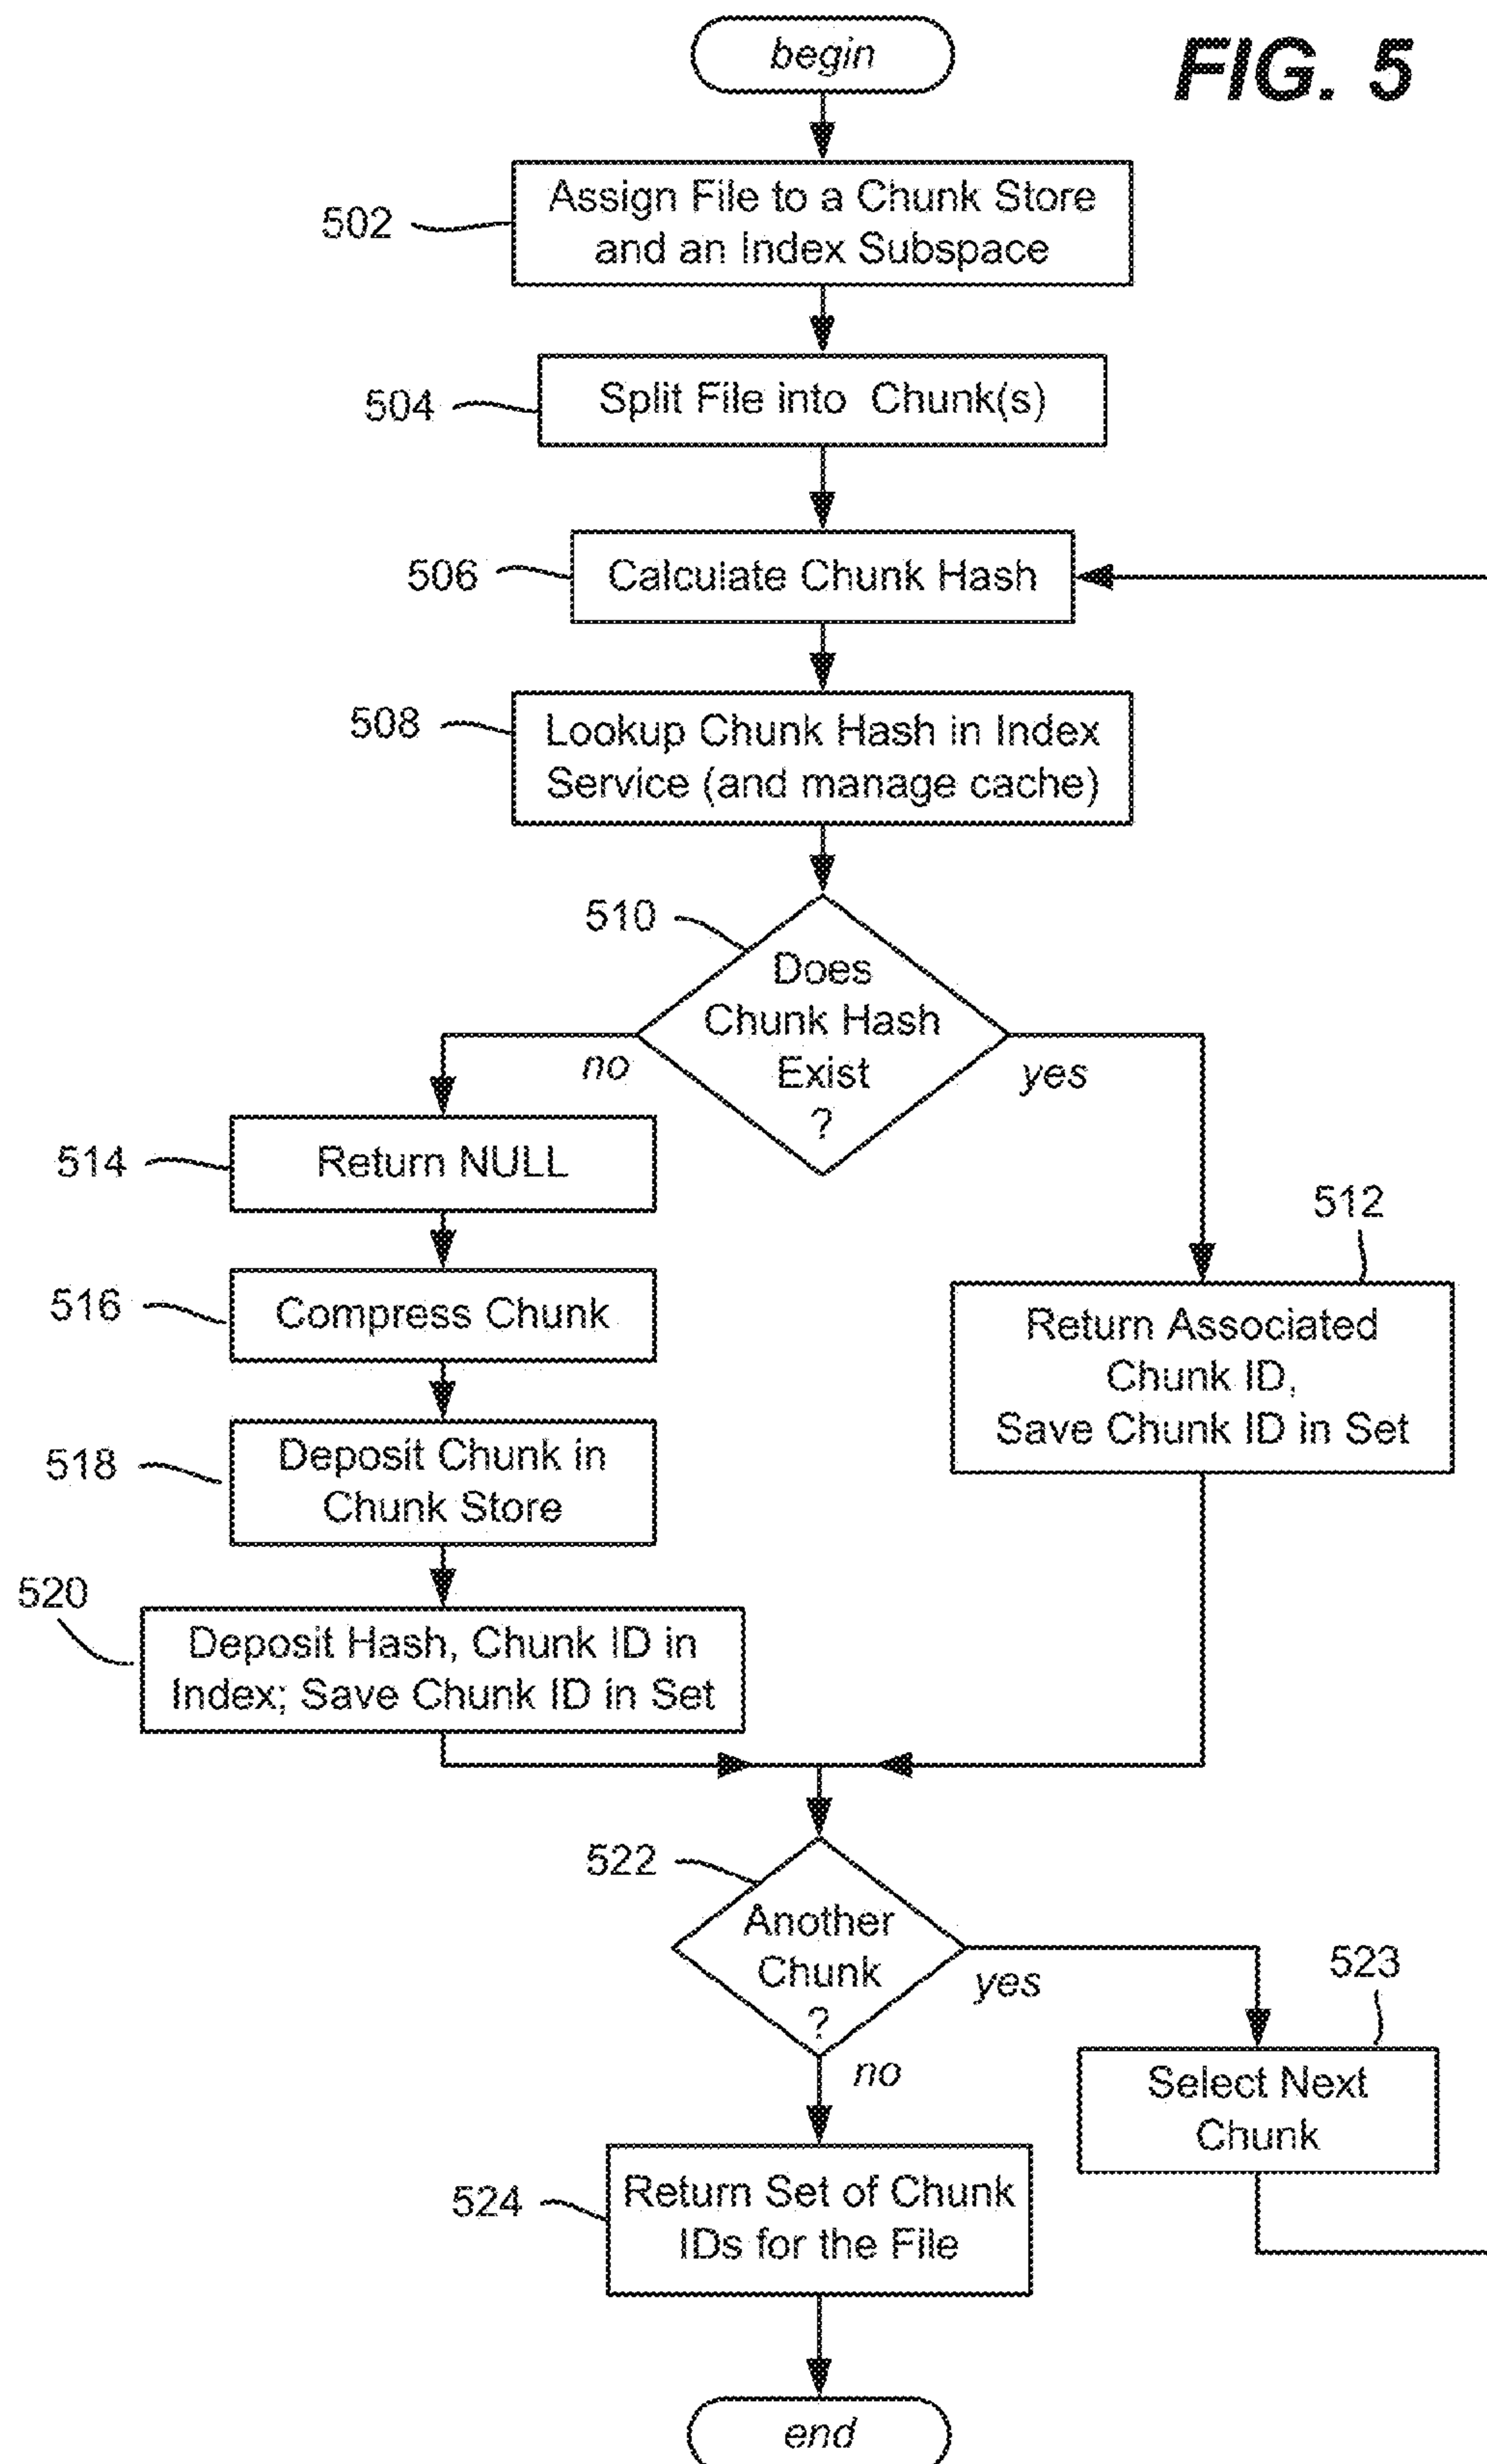 begin
FIG. 5
502
Assign File to a Chunk Store
and an Index Subspace
504
Split File into Chunk(s)
506
Calculate Chunk Hash
508
Lookup Chunk Hash in Index
Service (and manage cache)
510
Does
Chunk Hash
Exist
?
no
yes
514
Return NULL
512
516
Compress Chunk
Return Associated
Chunk ID,
Save Chunk ID in Set
518
Deposit Chunk in
Chunk Store
520
Deposit Hash, Chunk ID in
Index; Save Chunk ID in Set
522
Another
Chunk
?
yes
no
523
Select Next
Chunk
524
Return Set of Chunk
IDs for the File
end